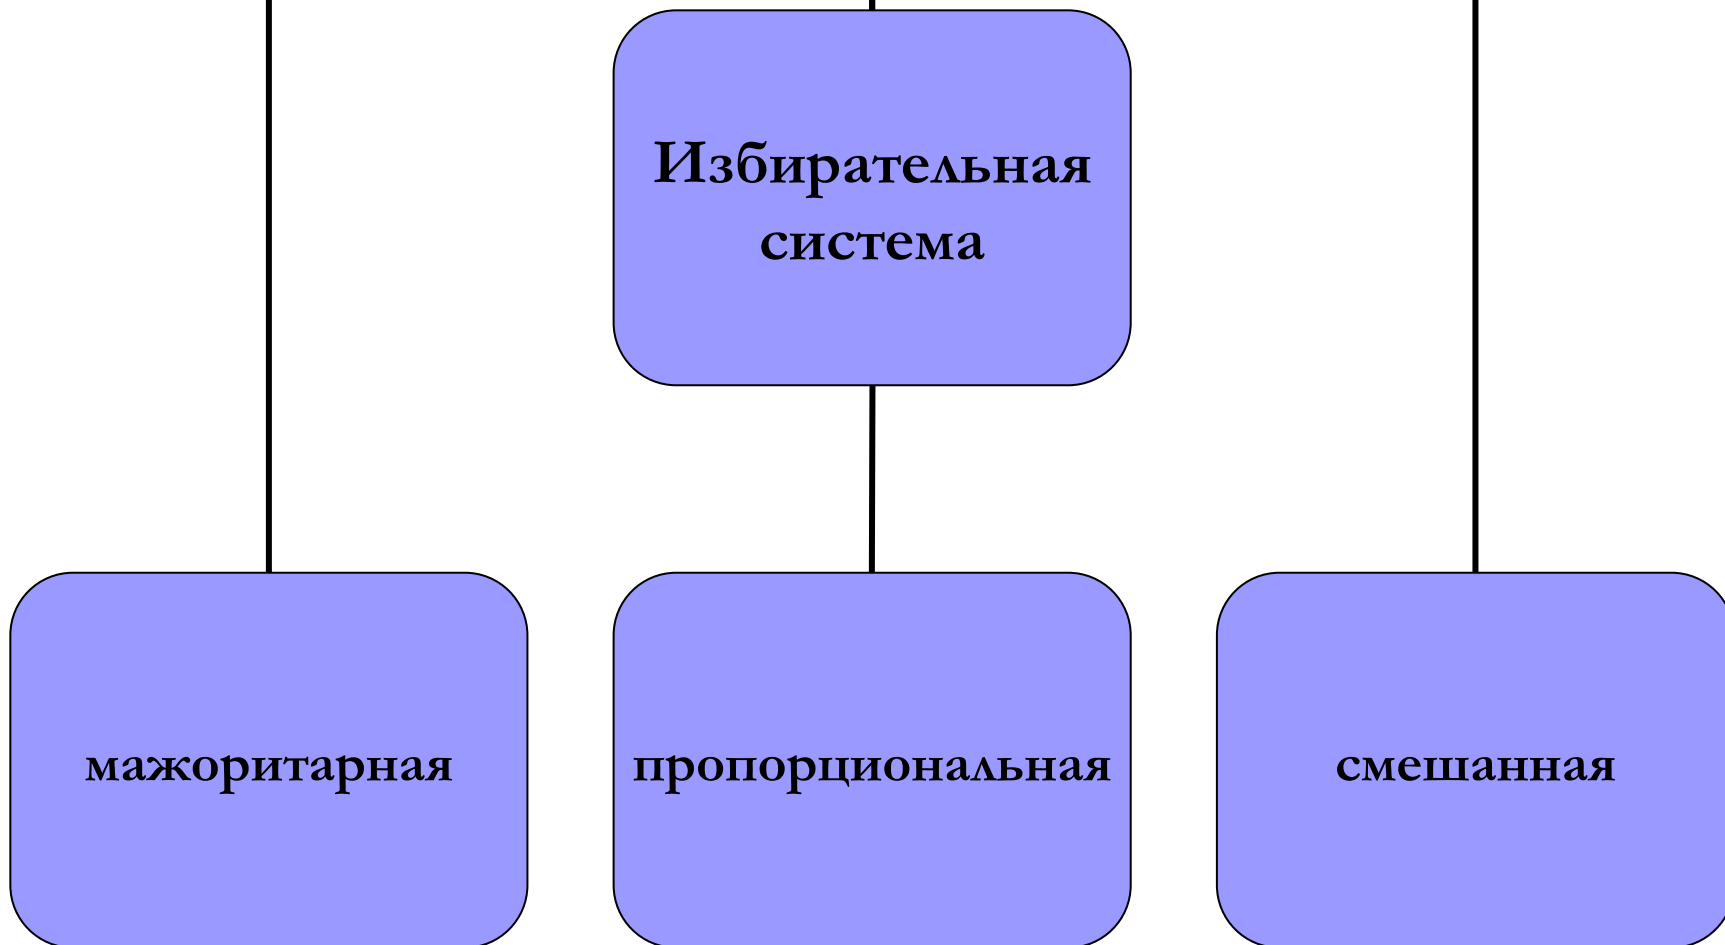 Избирательная
система
мажоритарная
пропорциональная
смешанная